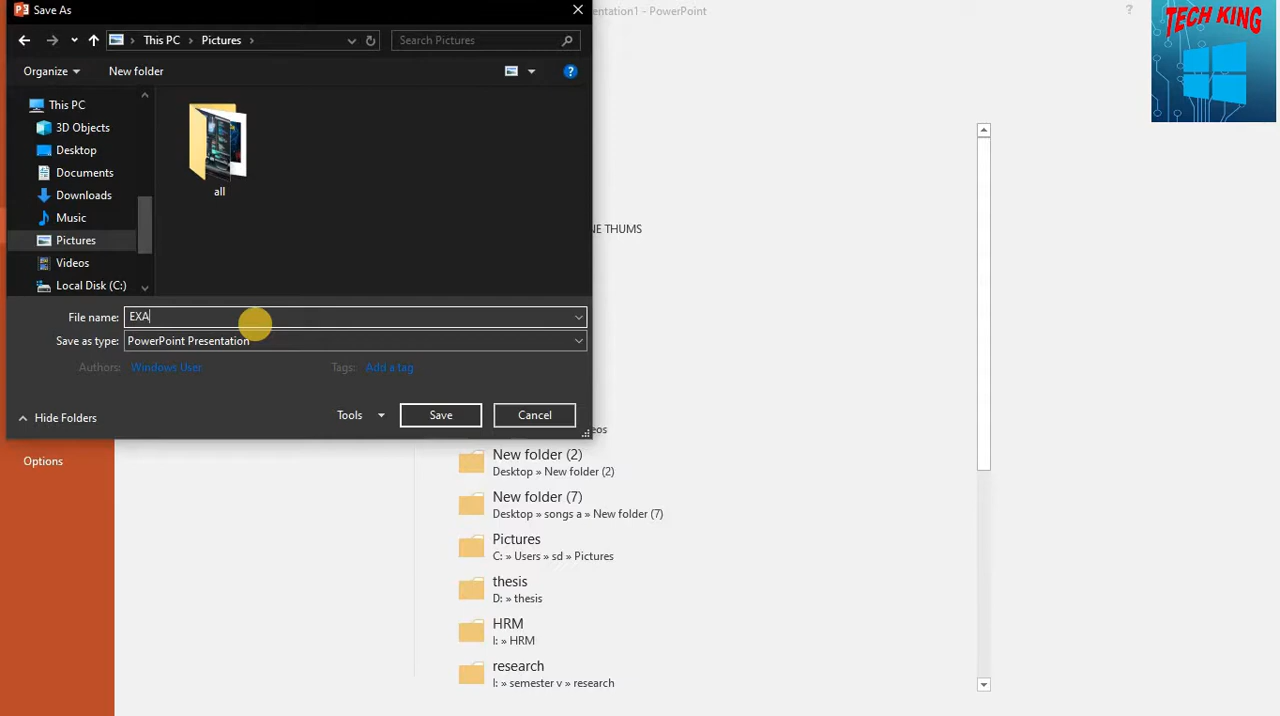 Save As
entation1 - PowerPoint
?
TECH KING
This PC
Pictures
Search Pictures
Organize
New folder
?
This PC
3D Objects
Desktop
Documents
Downloads
Music
Pictures
Videos
Local Disk (C:)
all
NE THUMS
File name: EXA
Save as type: PowerPoint Presentation
Authors: Windows User
Tags: Add a tag
Hide Folders
Tools
Save
Cancel
eos
Options
New folder (2)
Desktop » New folder (2)
New folder (7)
Desktop » songs a » New folder (7)
Pictures
C: » Users » sd » Pictures
thesis
D: » thesis
HRM
I: » HRM
research
I: » semester v » research